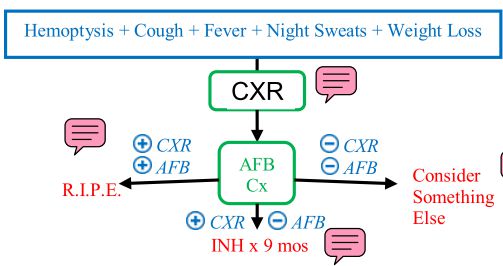 Hemoptysis + Cough + Fever + Night Sweats + Weight Loss
CXR
⊕ CXR
⊕ AFB
AFB
Cx
⊖ CXR
⊖ AFB
R.I.P.E.
Consider
Something
Else
⊕ CXR ⊖ AFB
INH x 9 mos